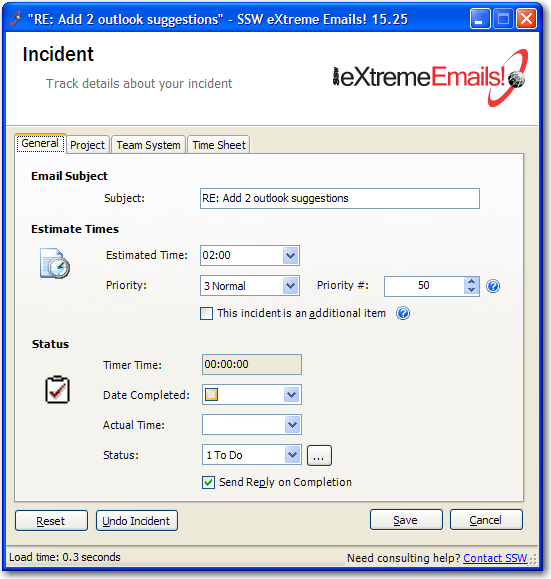 "RE: Add 2 outlook suggestions" - SSW eXtreme Emails! 15.25
Incident
Track details about your incident
SSW eXtremeEmails!
General Project Team System Time Sheet
Email Subject
Subject: RE: Add 2 outlook suggestions
Estimate Times
Estimated Time: 02:00
Priority: 3 Normal Priority #: 50
This incident is an additional item
Status
Timer Time: 00:00:00
Date Completed:
Actual Time:
Status: 1 To Do ...
Send Reply on Completion
Reset Undo Incident Save Cancel
Load time: 0.3 seconds Need consulting help? Contact SSW